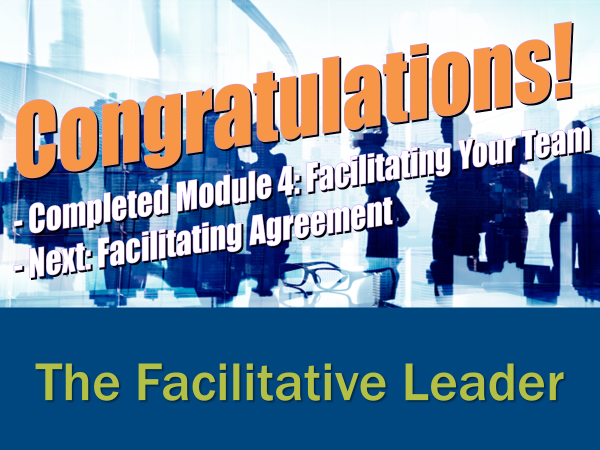 Congratulations!
- Completed Module 4: Facilitating Your Team
- Next: Facilitating Agreement
The Facilitative Leader